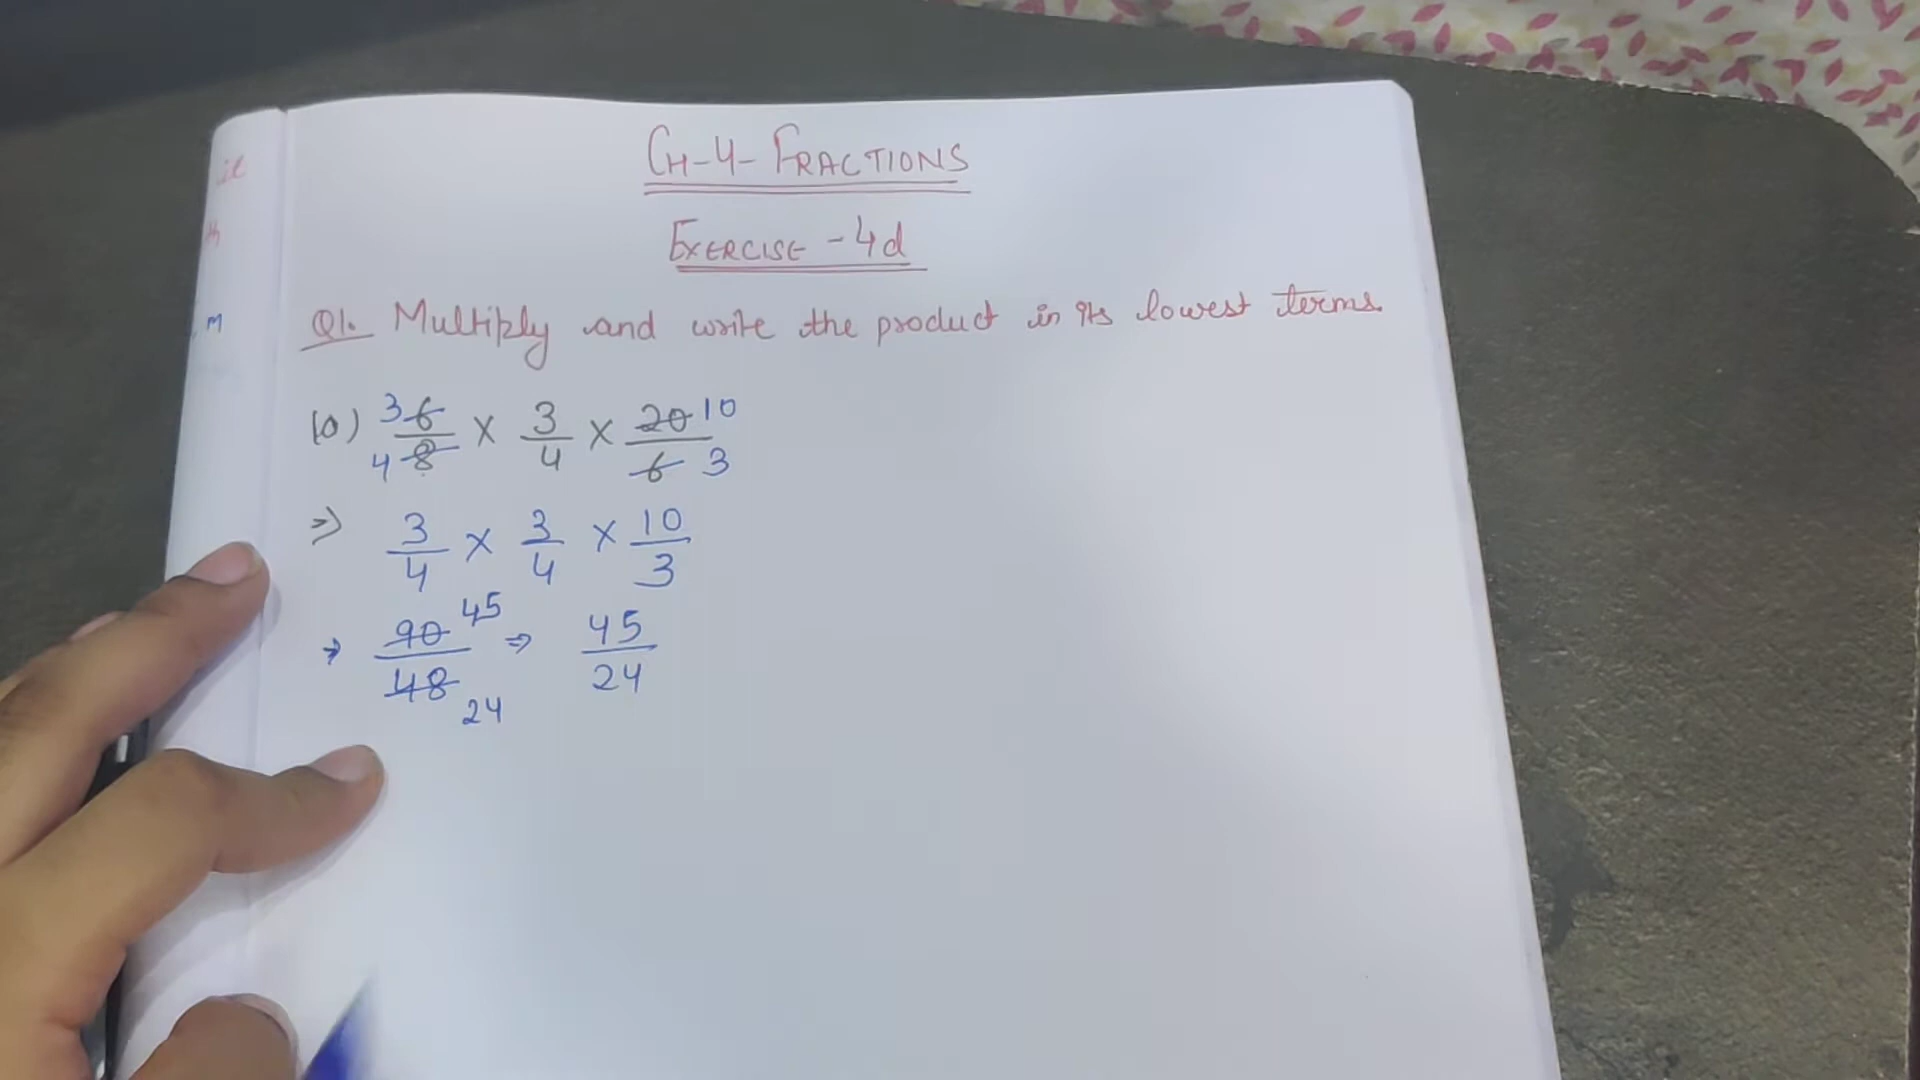 CH-4- FRACTIONS
EXERCISE - 4d
Q1. Multiply and write the product in its lowest terms.
(a) 3 6/8 4 × 3/4 × 20/6 10 3
⇒ 3/4 × 3/4 × 10/3
→ 90/48 45 24 ⇒ 45/24
M